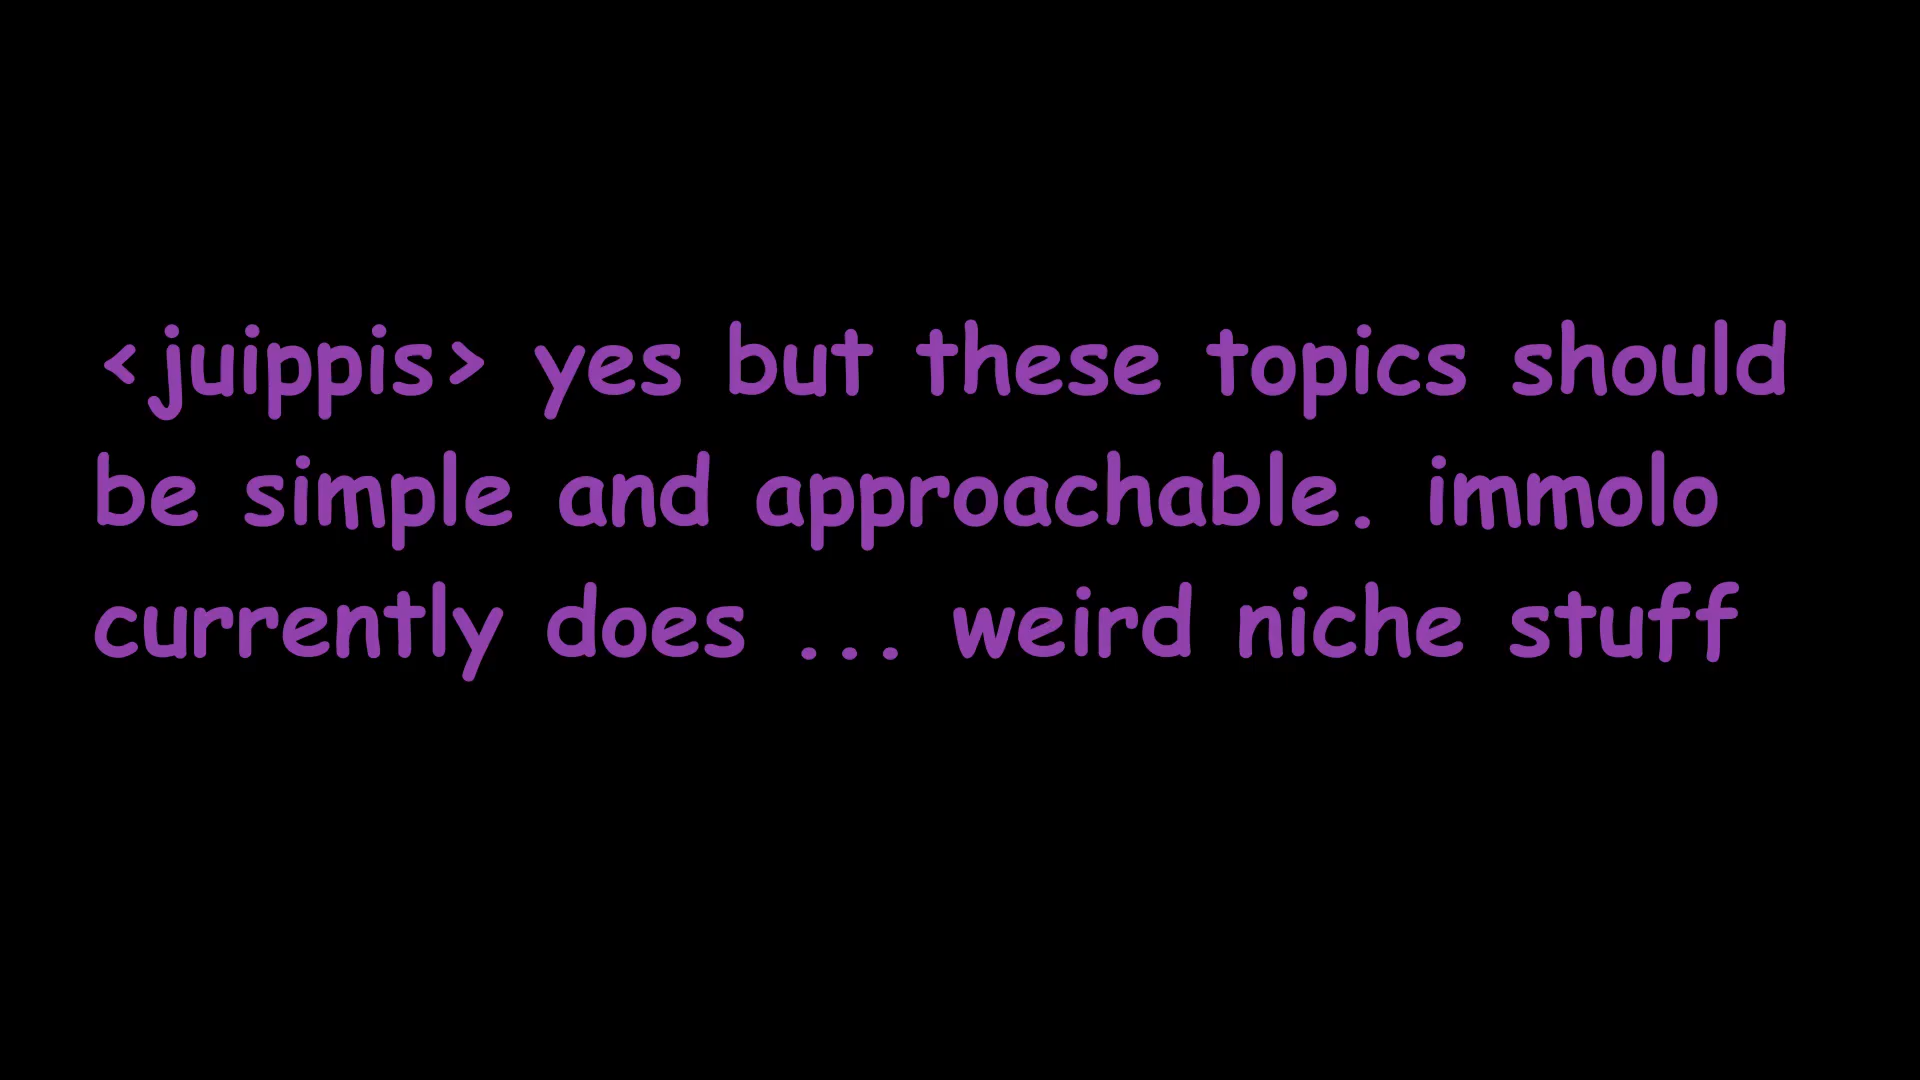 <juippis> yes but these topics should
be simple and approachable. immolo
currently does ... weird niche stuff